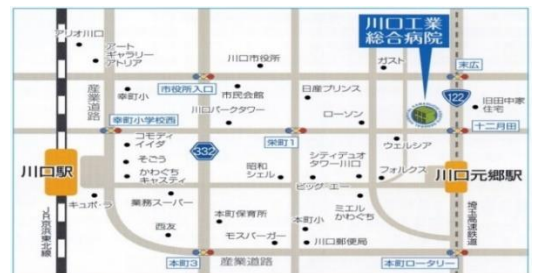 川口工業
総合病院
アリオ川口
アート
ギャラリー
アトリア
川口市役所
ガスト
末広
産業道路
市役所入口
幸町小
市民会館
日産プリンス
122
旧田中家
住宅
川口パークタワー
ローソン
幸町小学校西
栄町1
十二月田
コモディ
イイダ
332
ウェルシア
川口駅
そごう
かわぐち
キャスティ
昭和
シェル
シティデュオ
タワー川口
フォルクス
川口元郷駅
ビッグ・エー
キュポ・ラ
業務スーパー
ミエル
かわぐち
JR京浜東北線
西友
本町保育所
本町小
埼玉高速鉄道
モスバーガー
川口郵便局
本町3
産業道路
本町ロータリー